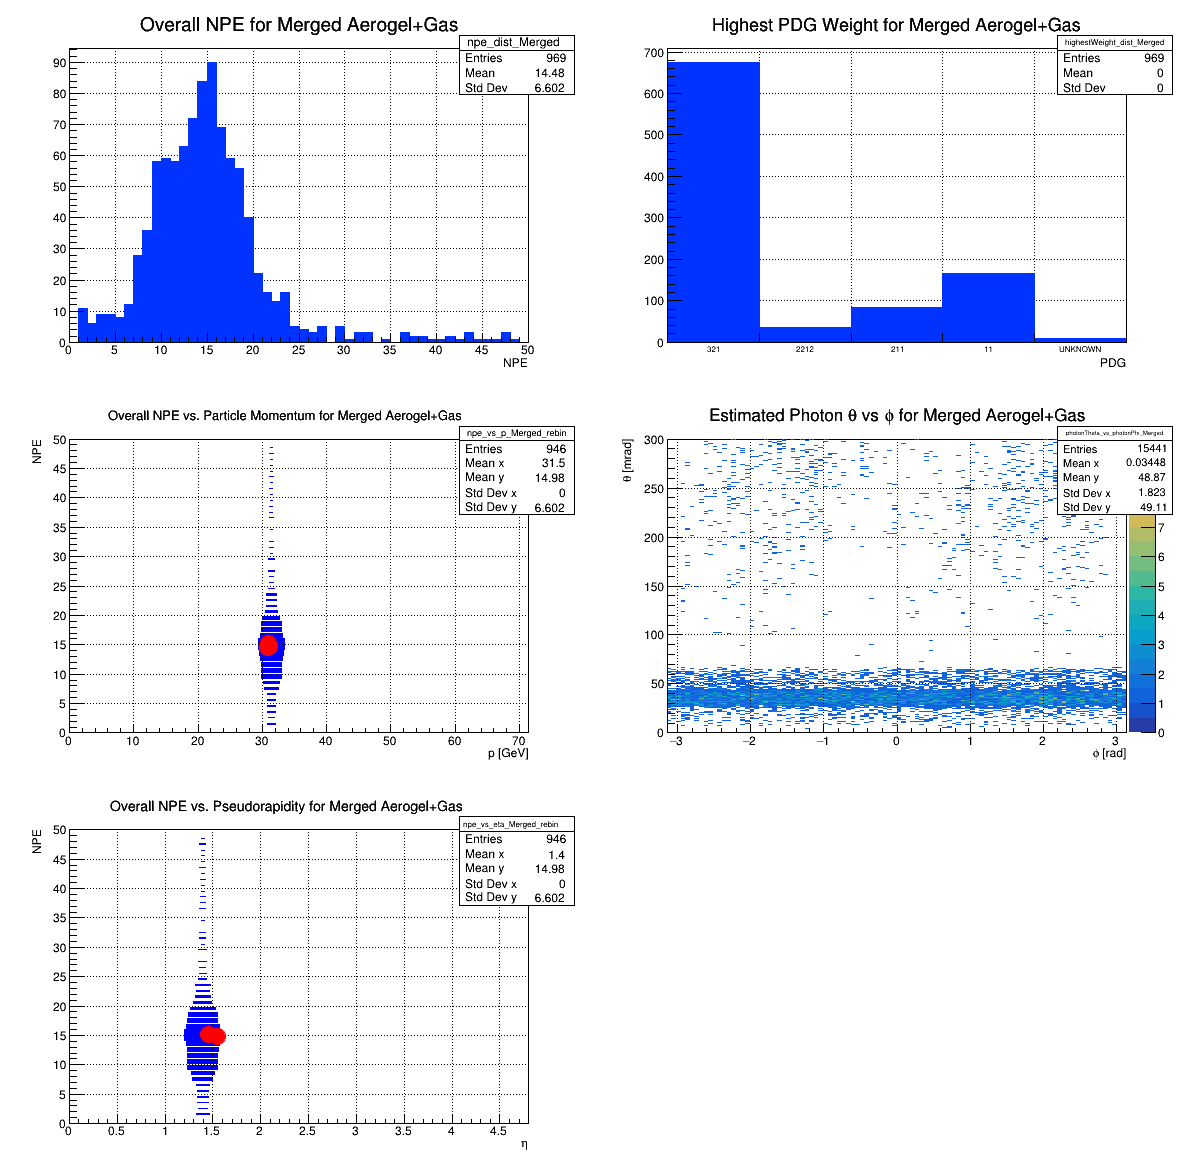 Overall NPE for Merged Aerogel+Gas
npe_dist_Merged
Entries 969
Mean 14.48
Std Dev 6.602
90
80
70
60
50
40
30
20
10
0
0 5 10 15 20 25 30 35 40 45 50
NPE
Highest PDG Weight for Merged Aerogel+Gas
highestWeight_dist_Merged
Entries 969
Mean 0
Std Dev 0
700
600
500
400
300
200
100
0
321 2212 211 11 UNKNOWN
PDG
Overall NPE vs. Particle Momentum for Merged Aerogel+Gas
npe_vs_p_Merged_rebin
Entries 946
Mean x 31.5
Mean y 14.98
Std Dev x 0
Std Dev y 6.602
NPE
50
45
40
35
30
25
20
15
10
5
0
0 10 20 30 40 50 60 70
p [GeV]
Estimated Photon θ vs ϕ for Merged Aerogel+Gas
photonTheta_vs_photonPhi_Merged
Entries 15441
Mean x 0.03448
Mean y 48.87
Std Dev x 1.823
Std Dev y 49.11
θ [mrad]
300
250
200
150
100
50
0
−3 −2 −1 0 1 2 3
ϕ [rad]
7
6
5
4
3
2
1
0
Overall NPE vs. Pseudorapidity for Merged Aerogel+Gas
npe_vs_eta_Merged_rebin
Entries 946
Mean x 1.4
Mean y 14.98
Std Dev x 0
Std Dev y 6.602
NPE
50
45
40
35
30
25
20
15
10
5
0
0 0.5 1 1.5 2 2.5 3 3.5 4 4.5
η